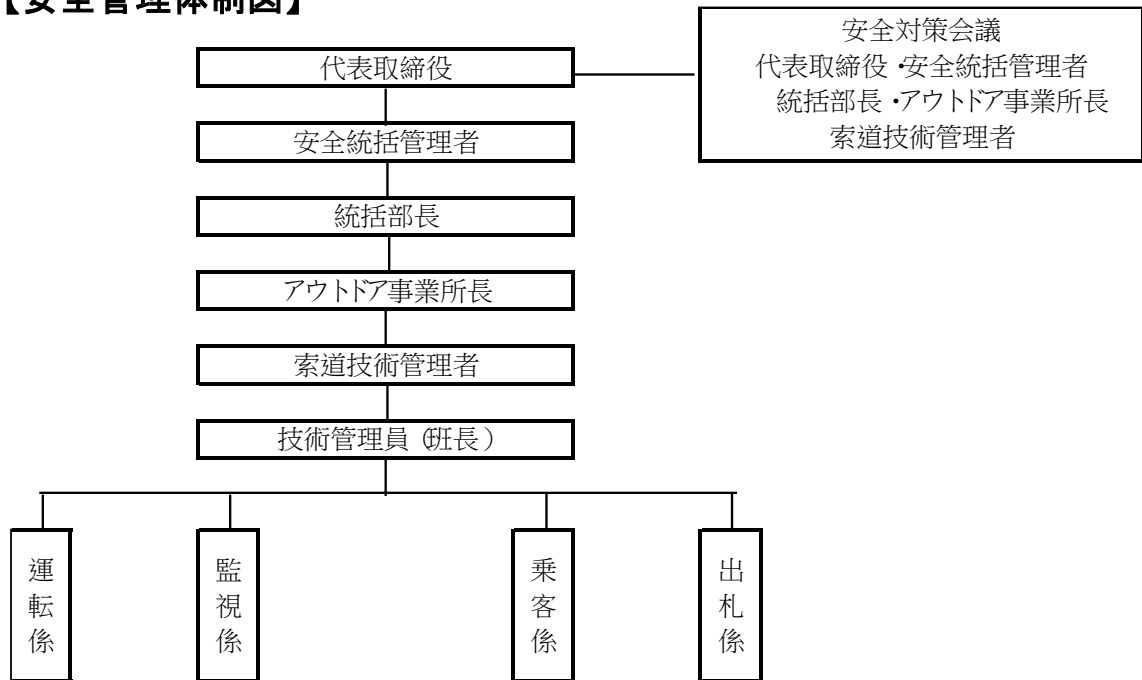 【安全管理体制図】
代表取締役
安全対策会議
代表取締役・安全統括管理者
統括部長・アウトドア事業所長
索道技術管理者
安全統括管理者
統括部長
アウトドア事業所長
索道技術管理者
技術管理員（班長）
運転係
監視係
乗客係
出札係